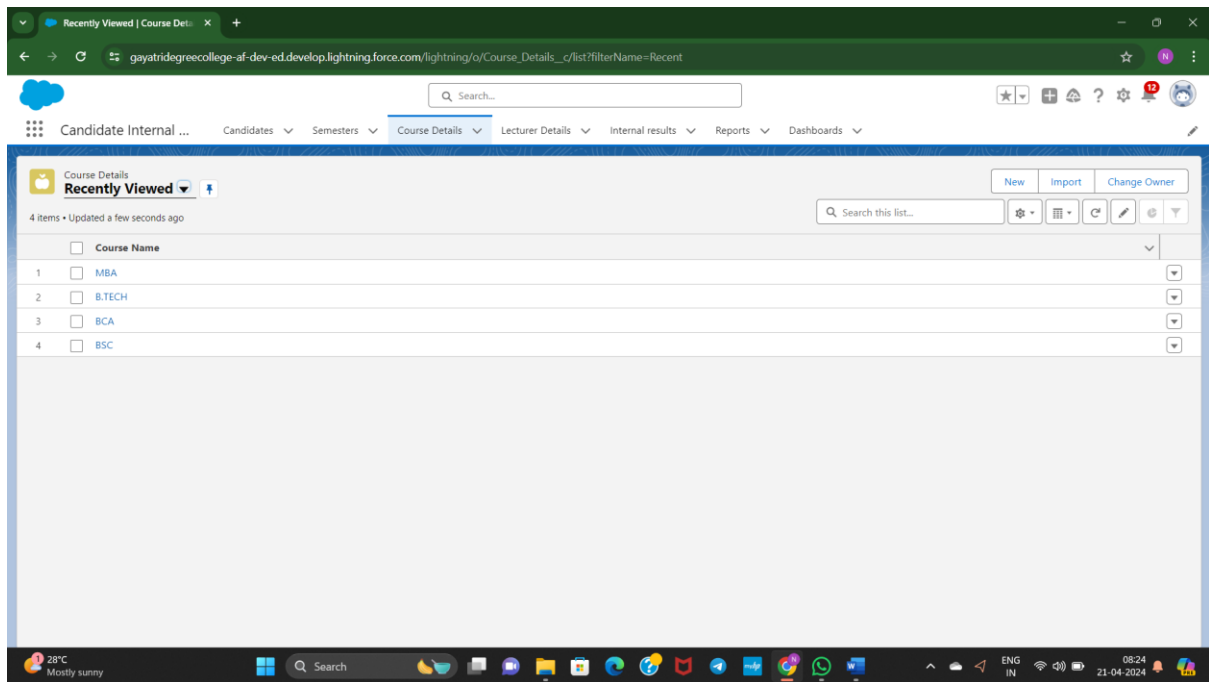 Recently Viewed | Course Deta
gayatridegreecollege-af-dev-ed.develop.lightning.force.com/lightning/o/Course_Details__c/list?filterName=Recent
N
Search...
12
Candidate Internal ...
Candidates
Semesters
Course Details
Lecturer Details
Internal results
Reports
Dashboards
Course Details
Recently Viewed
New
Import
Change Owner
4 items • Updated a few seconds ago
Search this list...
Course Name
1 MBA
2 B.TECH
3 BCA
4 BSC
1
28°C
Mostly sunny
Search
ENG
IN
08:24
21-04-2024